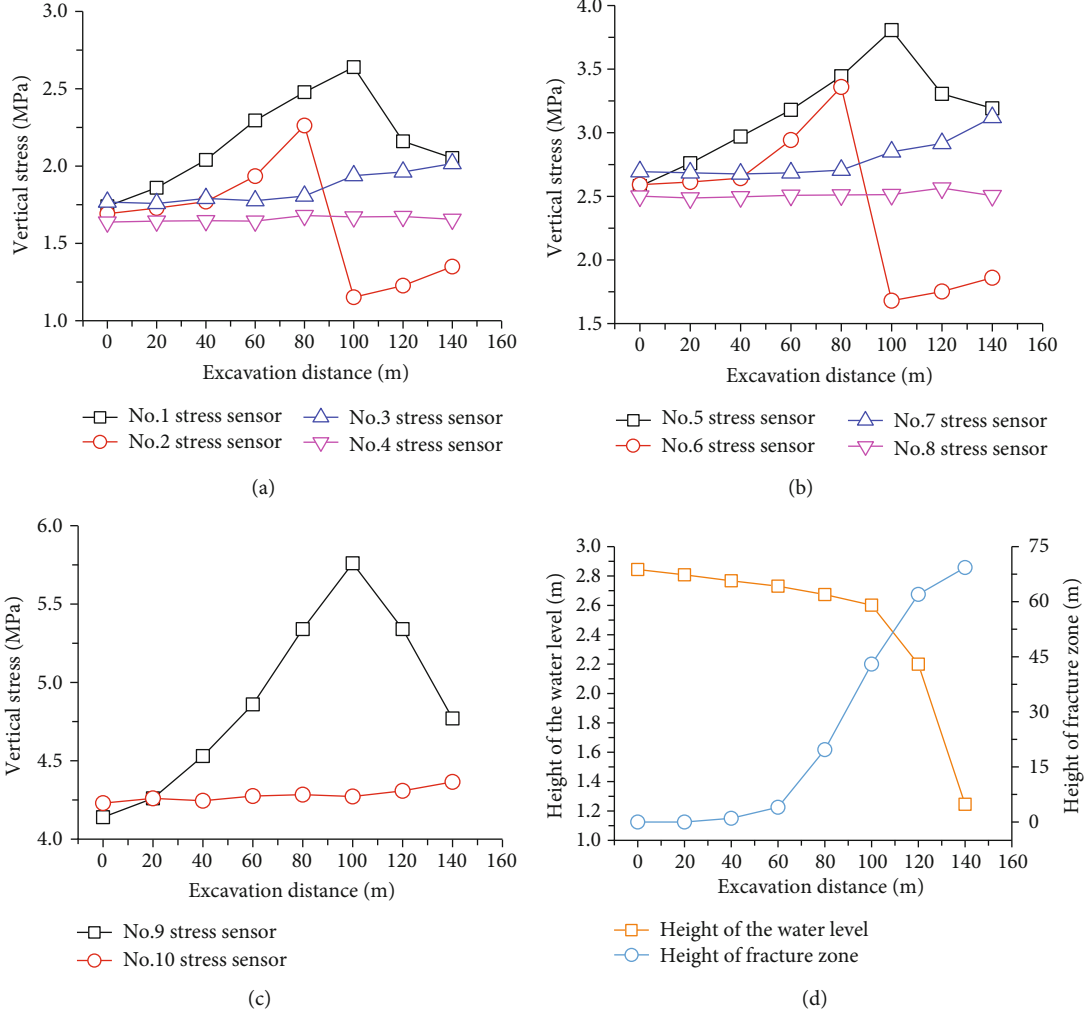 3.0
2.5
2.0
1.5
1.0
Vertical stress (MPa)
0 20 40 60 80 100 120 140 160
Excavation distance (m)
No.1 stress sensor
No.3 stress sensor
No.2 stress sensor
No.4 stress sensor
(a)
4.0
3.5
3.0
2.5
2.0
1.5
Vertical stress (MPa)
0 20 40 60 80 100 120 140 160
Excavation distance (m)
No.5 stress sensor
No.7 stress sensor
No.6 stress sensor
No.8 stress sensor
(b)
6.0
5.5
5.0
4.5
4.0
Vertical stress (MPa)
0 20 40 60 80 100 120 140 160
Excavation distance (m)
No.9 stress sensor
No.10 stress sensor
(c)
3.0
2.8
2.6
2.4
2.2
2.0
1.8
1.6
1.4
1.2
1.0
Height of the water level (m)
75
60
45
30
15
0
Height of fracture zone (m)
0 20 40 60 80 100 120 140 160
Excavation distance (m)
Height of the water level
Height of fracture zone
(d)